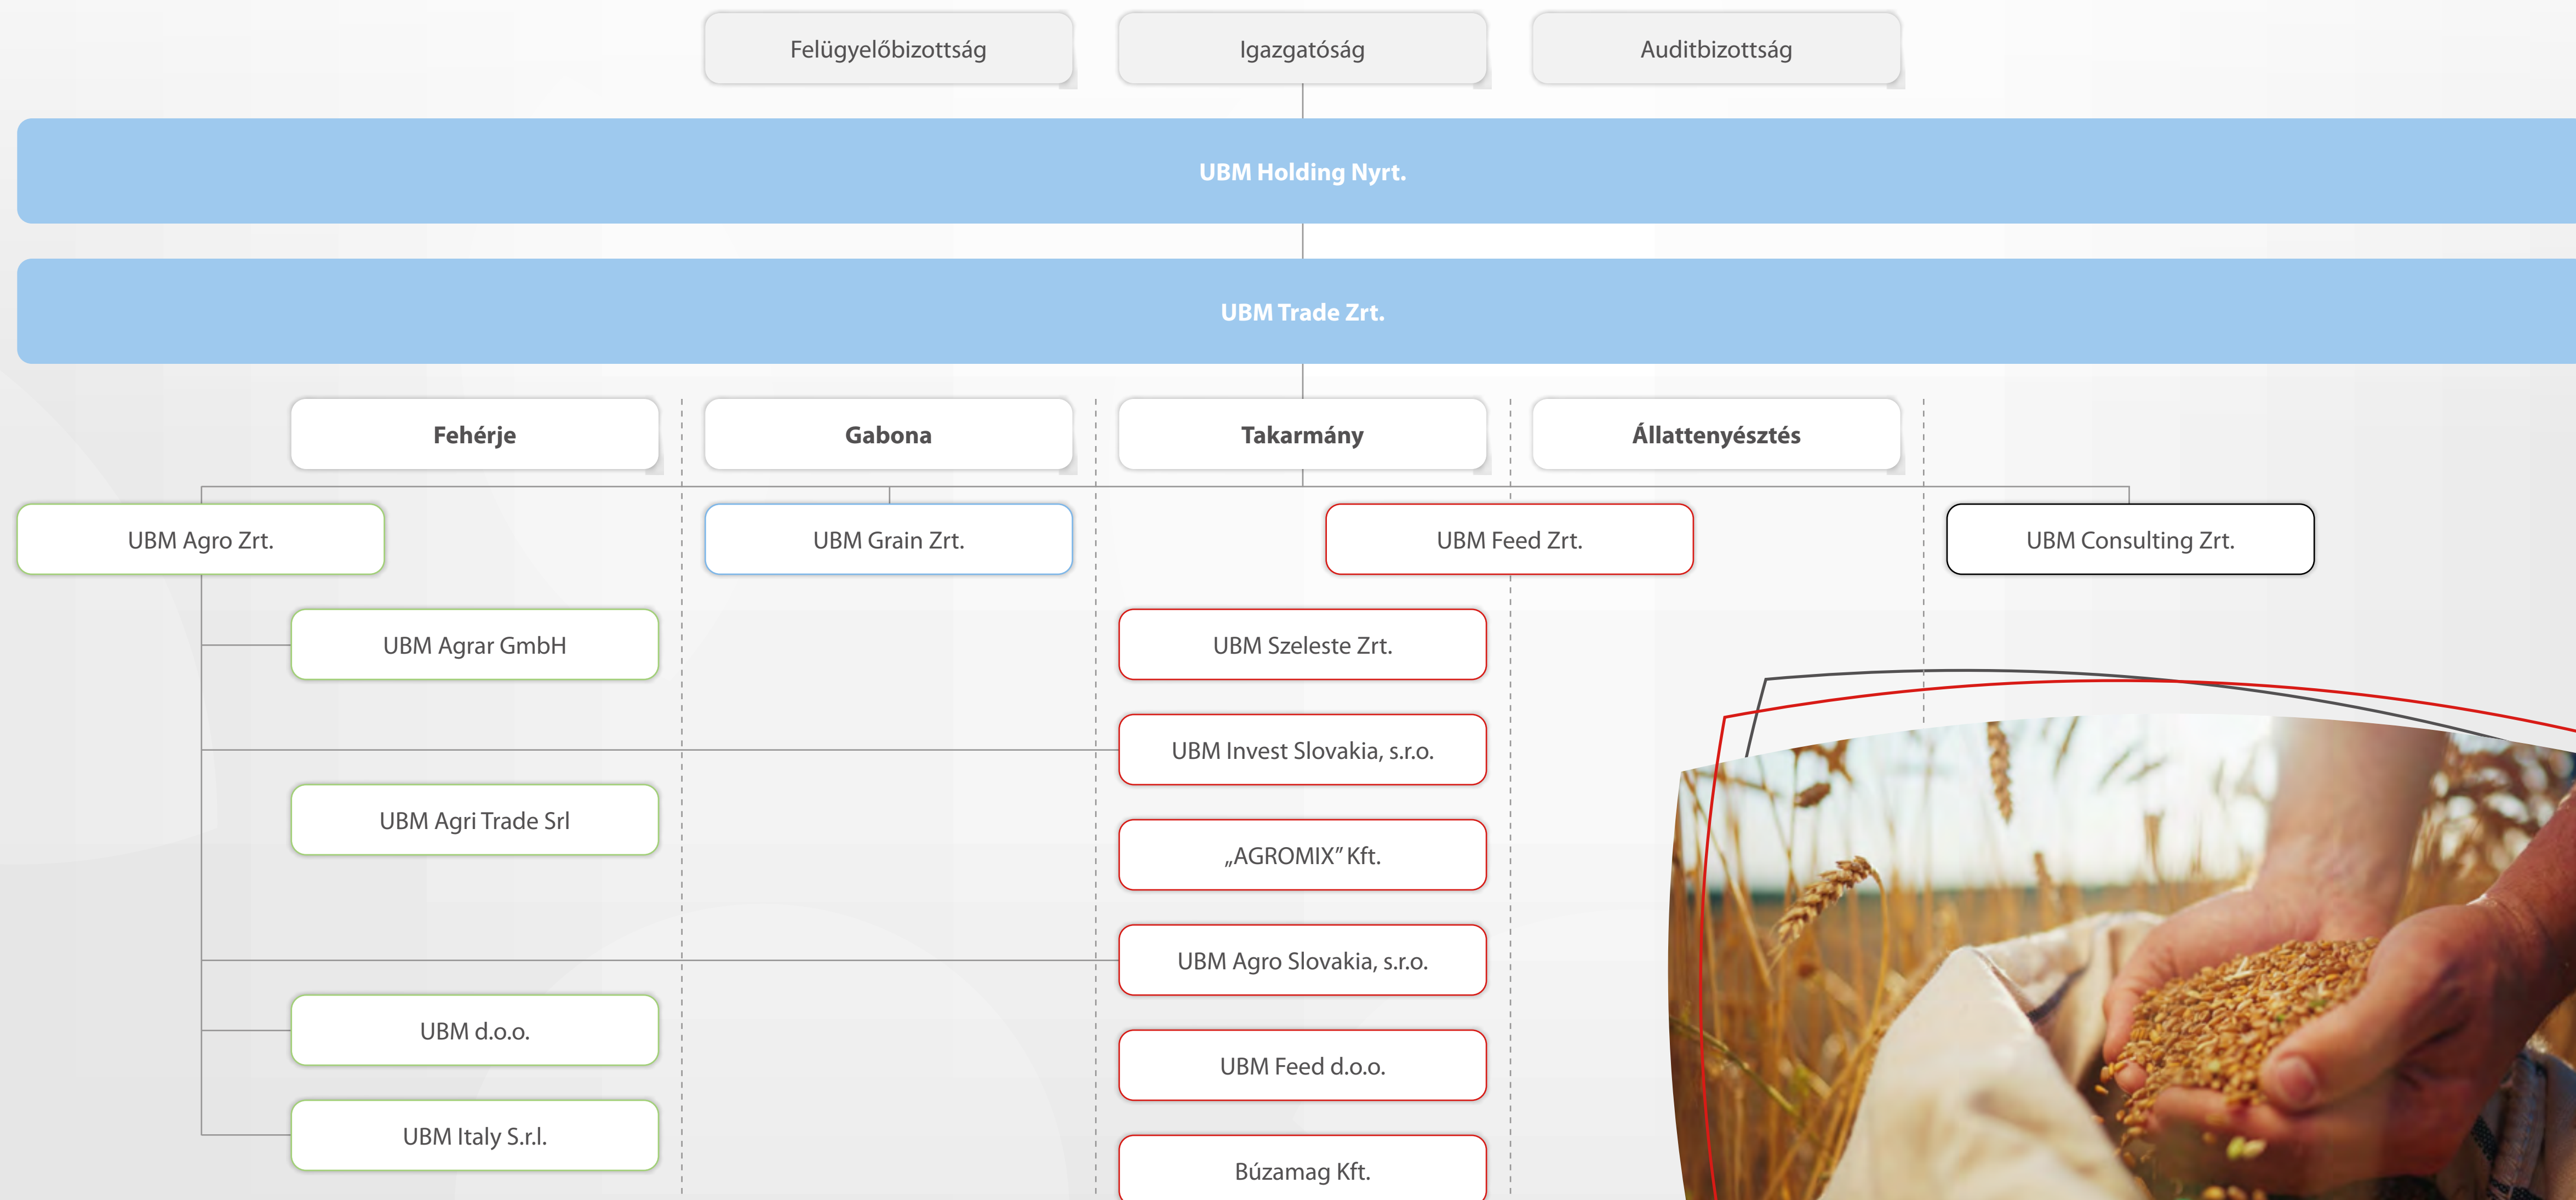 Felügyelőbizottság
Igazgatóság
Auditbizottság
UBM Holding Nyrt.
UBM Trade Zrt.
Fehérje
Gabona
Takarmány
Állattenyésztés
UBM Agro Zrt.
UBM Grain Zrt.
UBM Feed Zrt.
UBM Consulting Zrt.
UBM Agrar GmbH
UBM Szeleste Zrt.
UBM Invest Slovakia, s.r.o.
UBM Agri Trade Srl
„AGROMIX” Kft.
UBM Agro Slovakia, s.r.o.
UBM d.o.o.
UBM Feed d.o.o.
UBM Italy S.r.l.
Búzamag Kft.